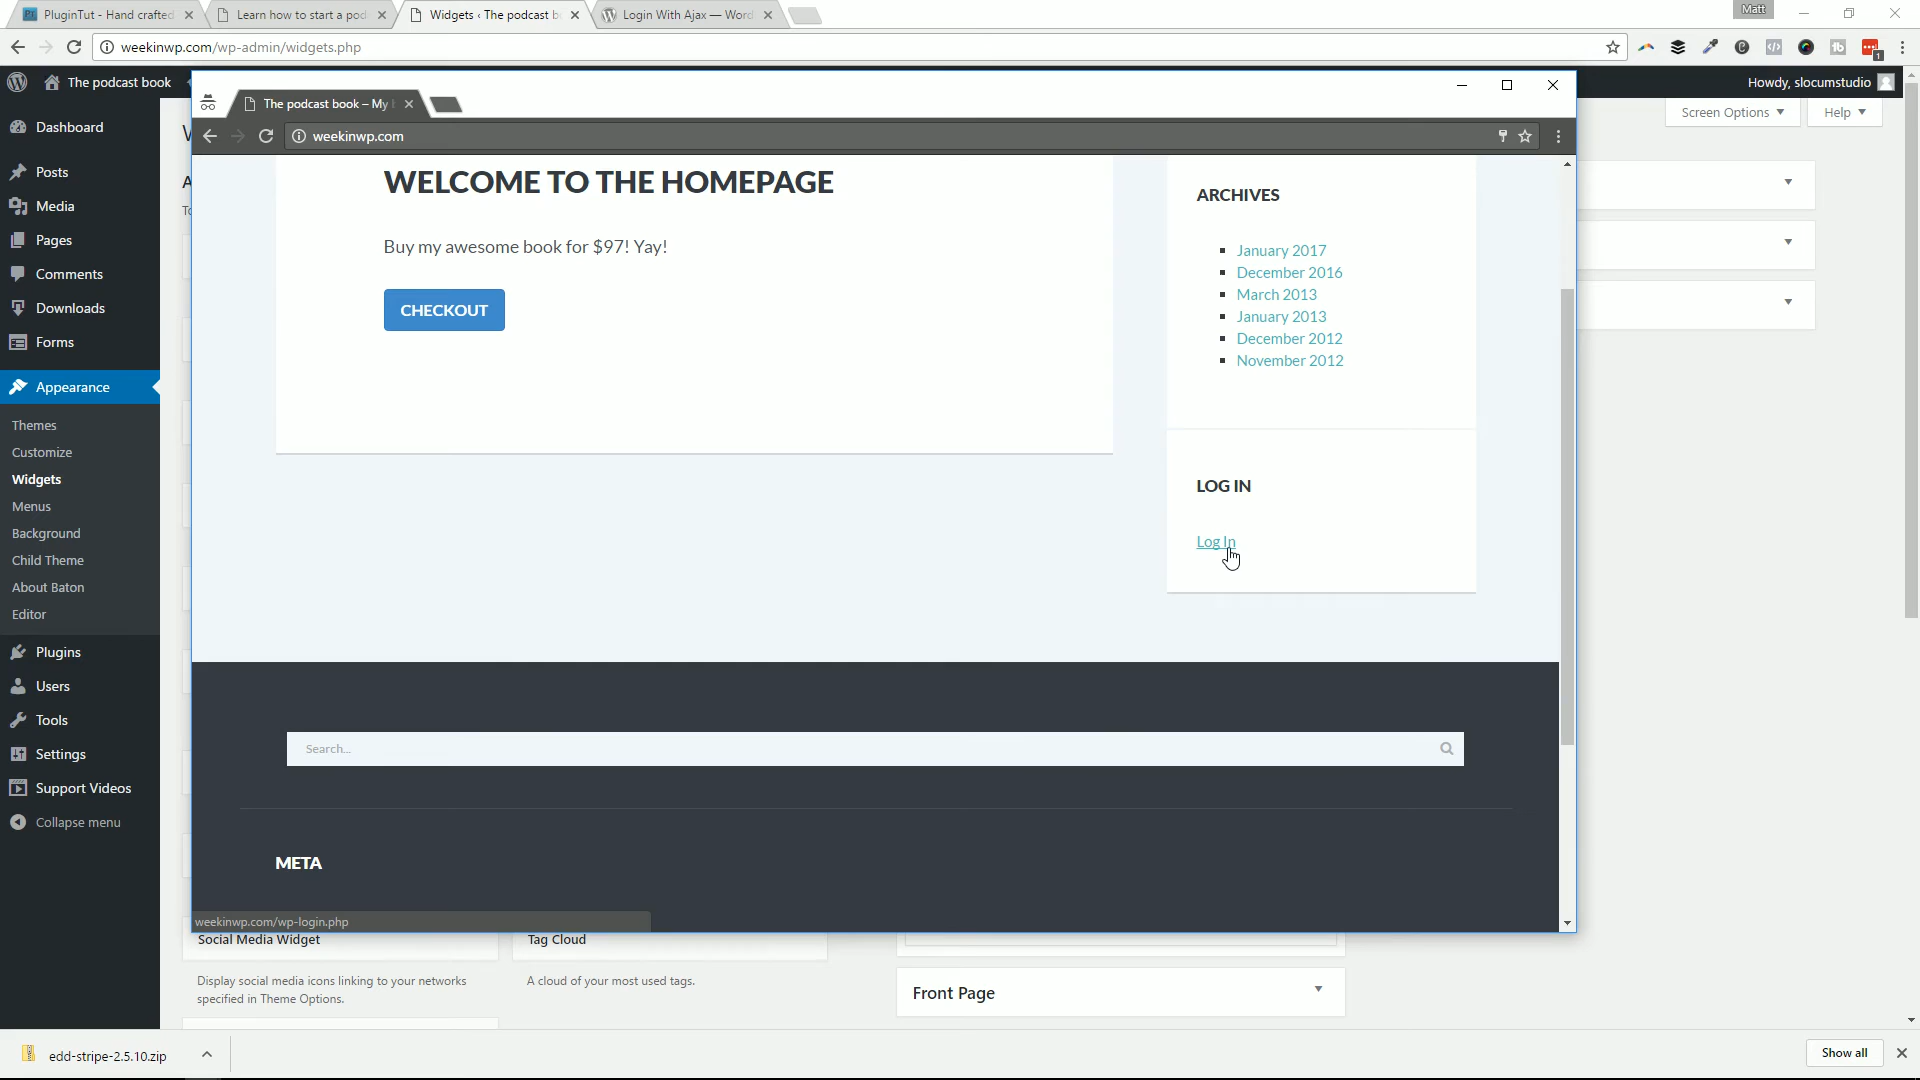 PluginTut - Hand crafted
Learn how to start a pod
Widgets ‹ The podcast b
Login With Ajax — Word
Matt
weekinwp.com/wp-admin/widgets.php
1
The podcast book
Howdy, slocumstudio
Screen Options
Help
Dashboard
Posts
Media
Pages
Comments
Downloads
Forms
Appearance
Themes
Customize
Widgets
Menus
Background
Child Theme
About Baton
Editor
Plugins
Users
Tools
Settings
Support Videos
Collapse menu
The podcast book – My
weekinwp.com
WELCOME TO THE HOMEPAGE
Buy my awesome book for $97! Yay!
CHECKOUT
ARCHIVES
January 2017
December 2016
March 2013
January 2013
December 2012
November 2012
LOG IN
Log In
Search...
META
weekinwp.com/wp-login.php
Social Media Widget
Display social media icons linking to your networks
specified in Theme Options.
Tag Cloud
A cloud of your most used tags.
Front Page
edd-stripe-2.5.10.zip
Show all